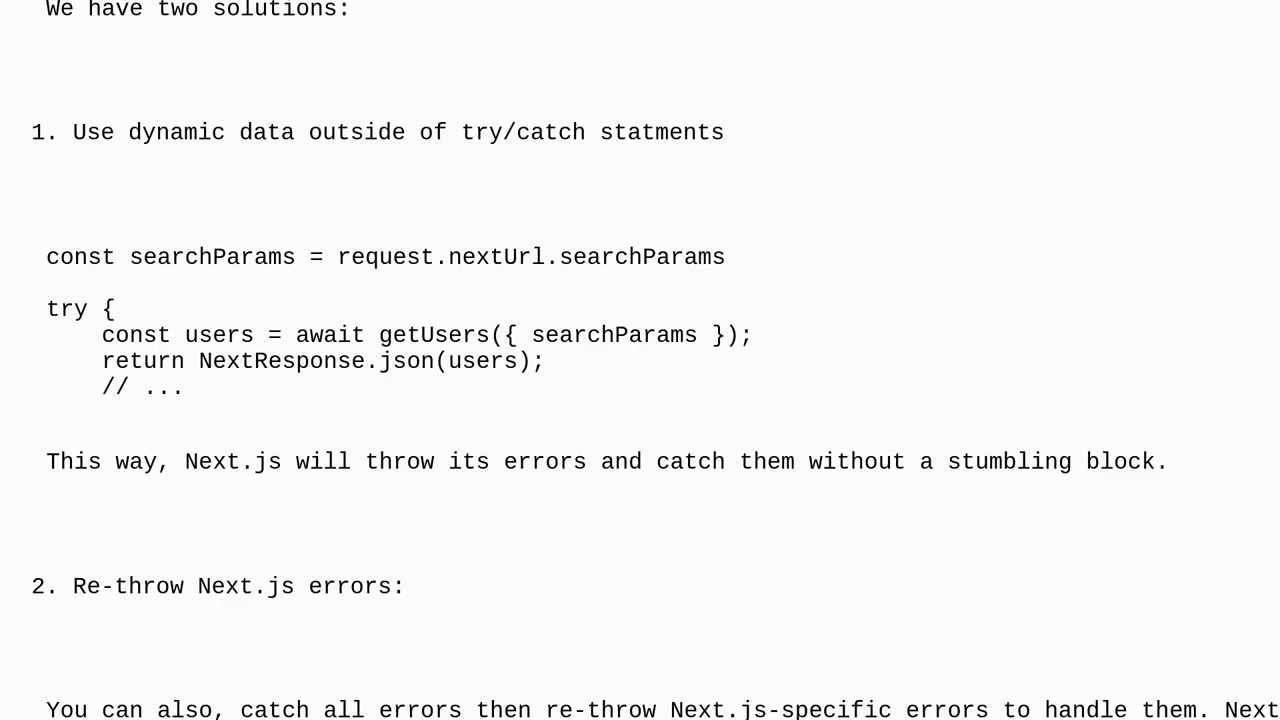 We have two solutions:
1. Use dynamic data outside of try/catch statments
const searchParams = request.nextUrl.searchParams
try {
    const users = await getUsers({ searchParams });
    return NextResponse.json(users);
    // ...
This way, Next.js will throw its errors and catch them without a stumbling block.
2. Re-throw Next.js errors:
You can also, catch all errors then re-throw Next.js-specific errors to handle them. Next